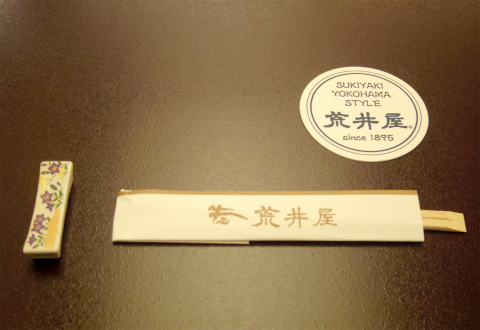 SUKIYAKI
YOKOHAMA
STYLE
荒井屋®
since 1895
荒井屋